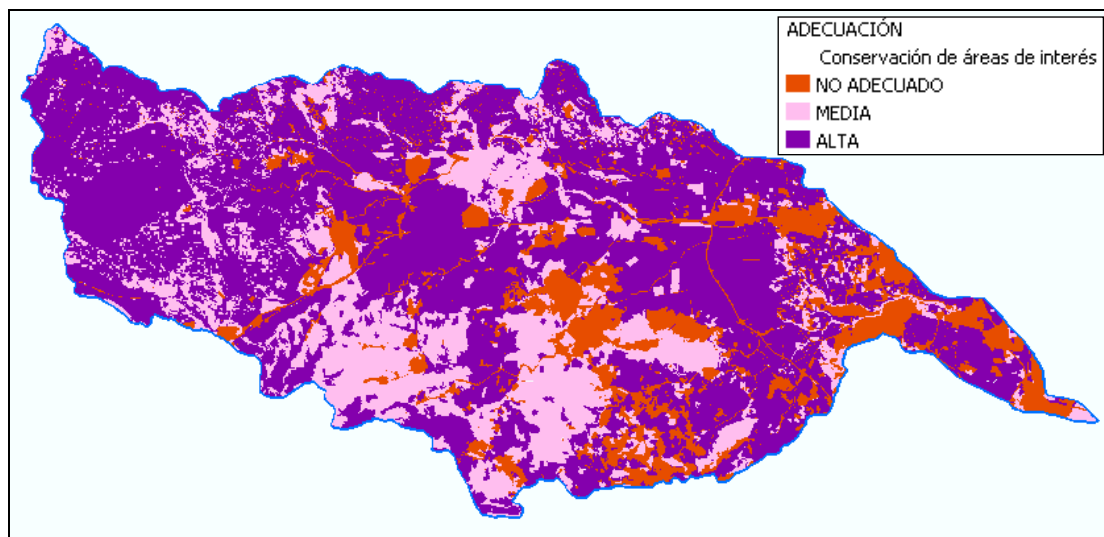 ADECUACIÓN
Conservación de áreas de interés
NO ADECUADO
MEDIA
ALTA